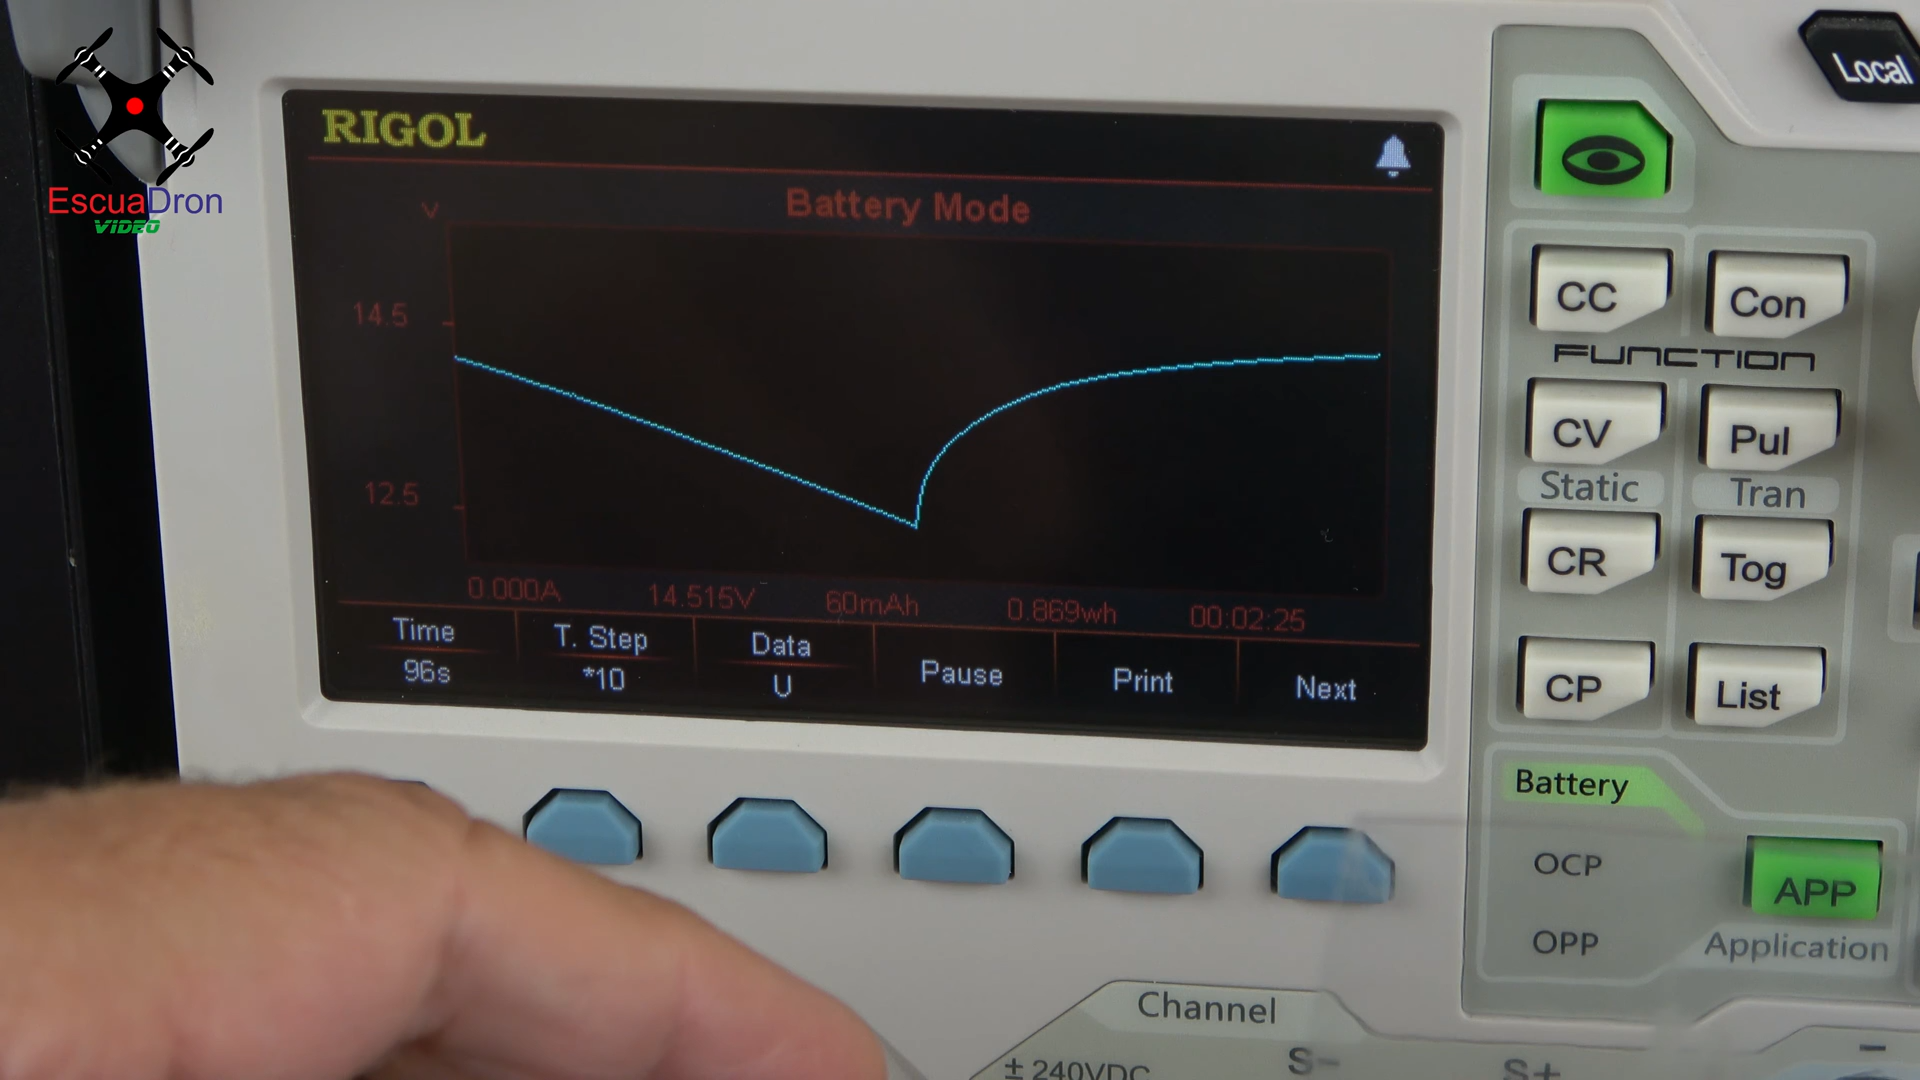 EscuaDron
VIDEO
RIGOL
Battery Mode
V
14.5
12.5
0.000A 14.515V 60mAh 0.869wh 00:02:25
Time T. Step Data Pause Print Next
96s *10 U
Local
CC Con
FUNCTION
CV Pul
Static Tran
CR Tog
CP List
Battery
OCP
APP
OPP
Application
Channel
± 240VDC S- S+